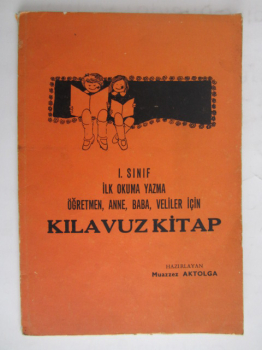 I. SINIF
İLK OKUMA YAZMA
ÖĞRETMEN, ANNE, BABA, VELİLER İÇİN
KILAVUZ KİTAP
HAZIRLAYAN
Muazzez AKTOLGA